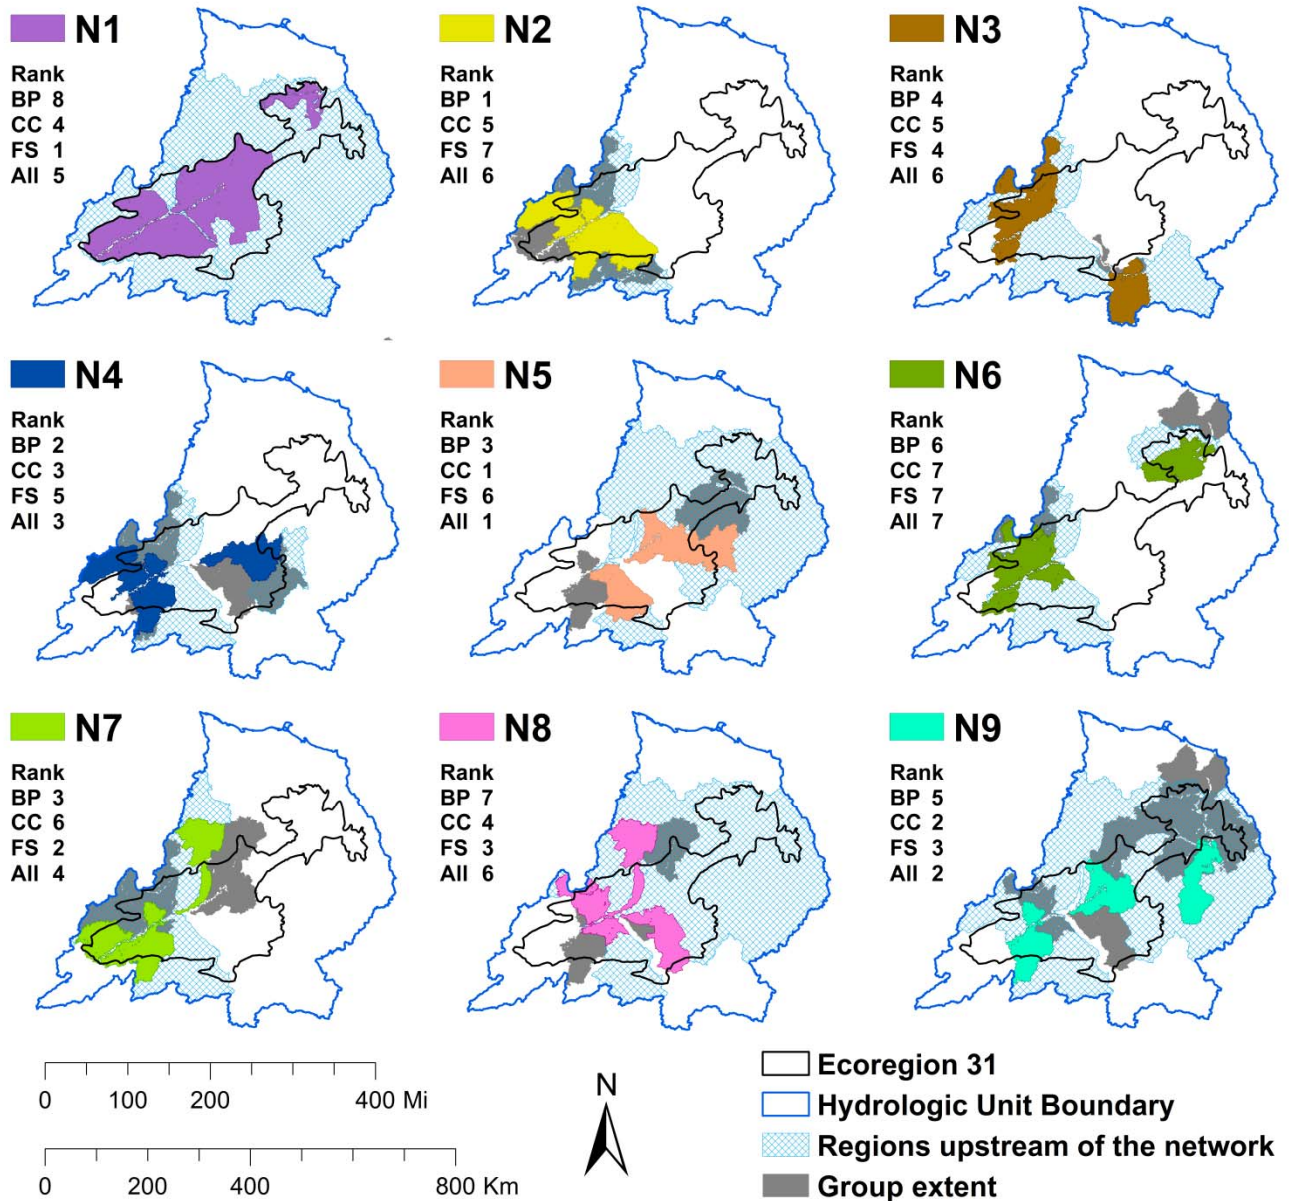 N1
Rank
BP 8
CC 4
FS 1
All 5
N2
Rank
BP 1
CC 5
FS 7
All 6
N3
Rank
BP 4
CC 5
FS 4
All 6
N4
Rank
BP 2
CC 3
FS 5
All 3
N5
Rank
BP 3
CC 1
FS 6
All 1
N6
Rank
BP 6
CC 7
FS 7
All 7
N7
Rank
BP 3
CC 6
FS 2
All 4
N8
Rank
BP 7
CC 4
FS 3
All 6
N9
Rank
BP 5
CC 2
FS 3
All 2
0 100 200 400 Mi
0 200 400 800 Km
N
Ecoregion 31
Hydrologic Unit Boundary
Regions upstream of the network
Group extent